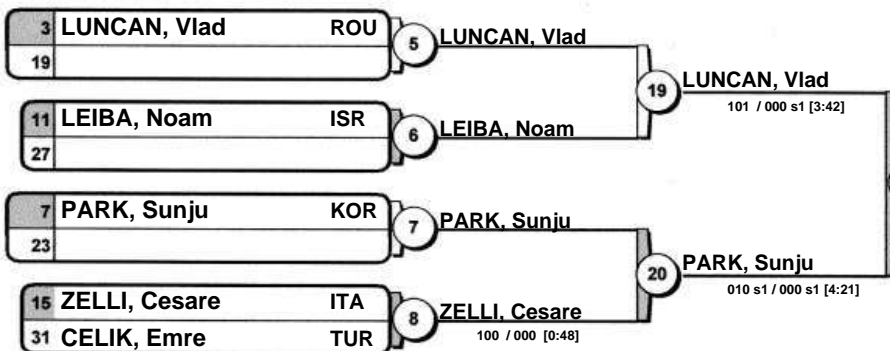 3 LUNCAN, Vlad ROU
19
5 LUNCAN, Vlad
11 LEIBA, Noam ISR
27
6 LEIBA, Noam
19 LUNCAN, Vlad
101 / 000 s1 [3:42]
7 PARK, Sunju KOR
23
7 PARK, Sunju
15 ZELLI, Cesare ITA
31 CELIK, Emre TUR
8 ZELLI, Cesare
100 / 000 [0:48]
20 PARK, Sunju
010 s1 / 000 s1 [4:21]